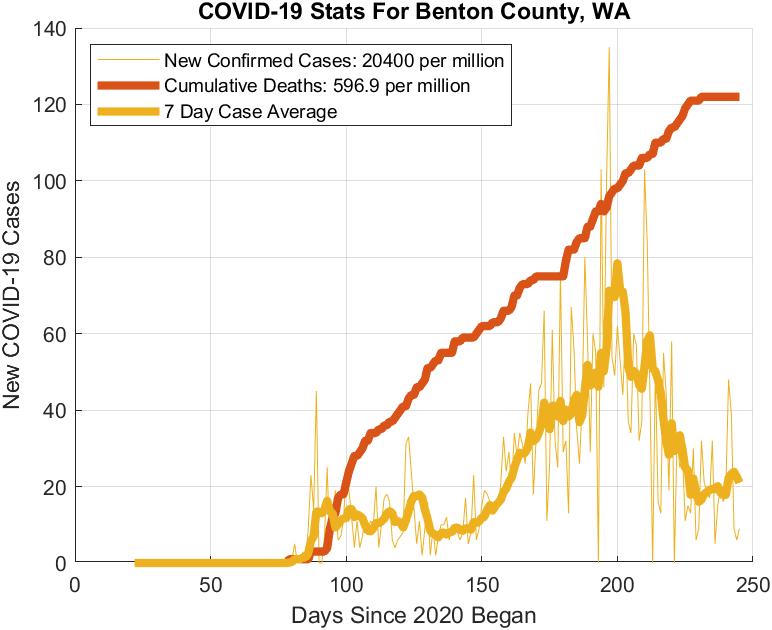 COVID-19 Stats For Benton County, WA
New Confirmed Cases: 20400 per million
Cumulative Deaths: 596.9 per million
7 Day Case Average
New COVID-19 Cases
140
120
100
80
60
40
20
0
0 50 100 150 200 250
Days Since 2020 Began